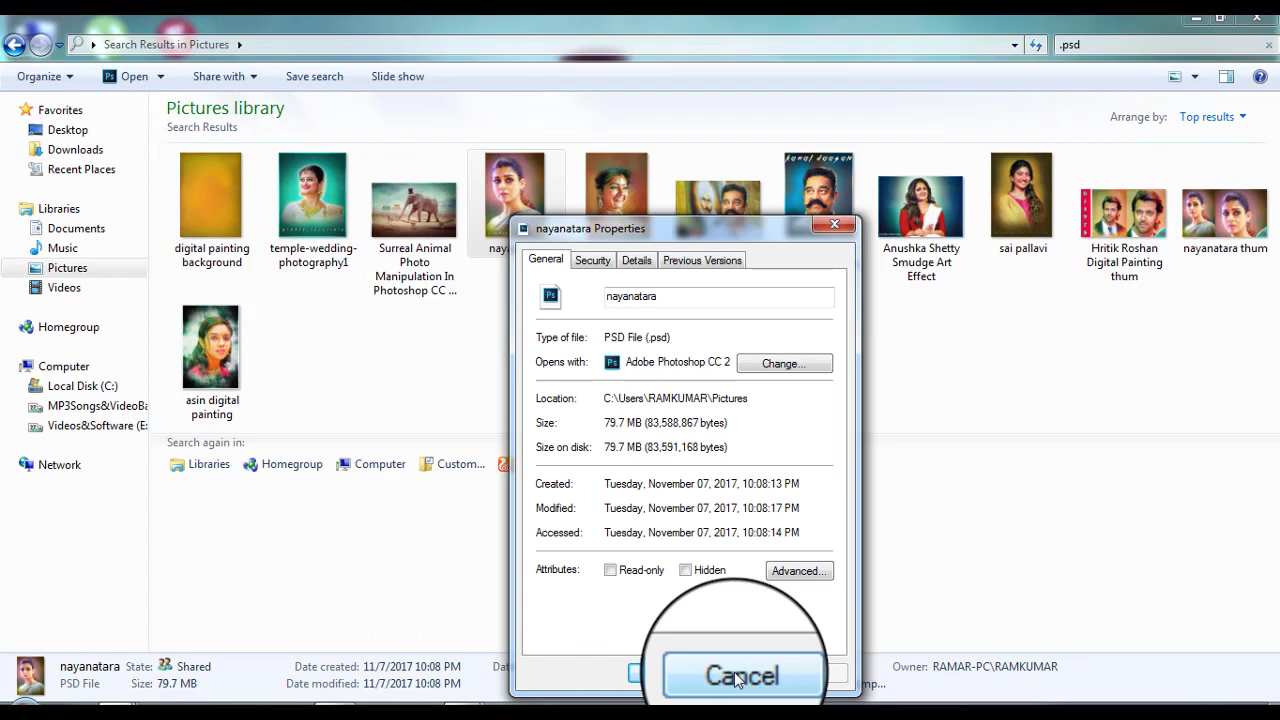 Search Results in Pictures
.psd
Organize
Ps Open
Share with
Save search
Slide show
Favorites
Desktop
Downloads
Recent Places
Libraries
Documents
Music
Pictures
Videos
Homegroup
Computer
Local Disk (C:)
MP3Songs&VideoBa
Videos&Software (E:
Network
Pictures library
Search Results
Arrange by: Top results
digital painting
background
temple-wedding-
photography1
Surreal Animal
Photo
Manipulation In
Photoshop CC ...
KAMAL HAASAN
Anushka Shetty
Smudge Art
Effect
sai pallavi
Hritik Roshan
Digital Painting
thum
nayanatara thum
asin digital
painting
Search again in:
Libraries
Homegroup
Computer
Custom...
nayanatara Properties
General
Security
Details
Previous Versions
Ps
nayanatara
Type of file: PSD File (.psd)
Opens with: Ps Adobe Photoshop CC 2 Change...
Location: C:\Users\RAMKUMAR\Pictures
Size: 79.7 MB (83,588,867 bytes)
Size on disk: 79.7 MB (83,591,168 bytes)
Created: Tuesday, November 07, 2017, 10:08:13 PM
Modified: Tuesday, November 07, 2017, 10:08:17 PM
Accessed: Tuesday, November 07, 2017, 10:08:14 PM
Attributes: Read-only Hidden Advanced...
Cancel
nayanatara State: Shared Date created: 11/7/2017 10:08 PM Owner: RAMAR-PC\RAMKUMAR
PSD File Size: 79.7 MB Date modified: 11/7/2017 10:08 PM